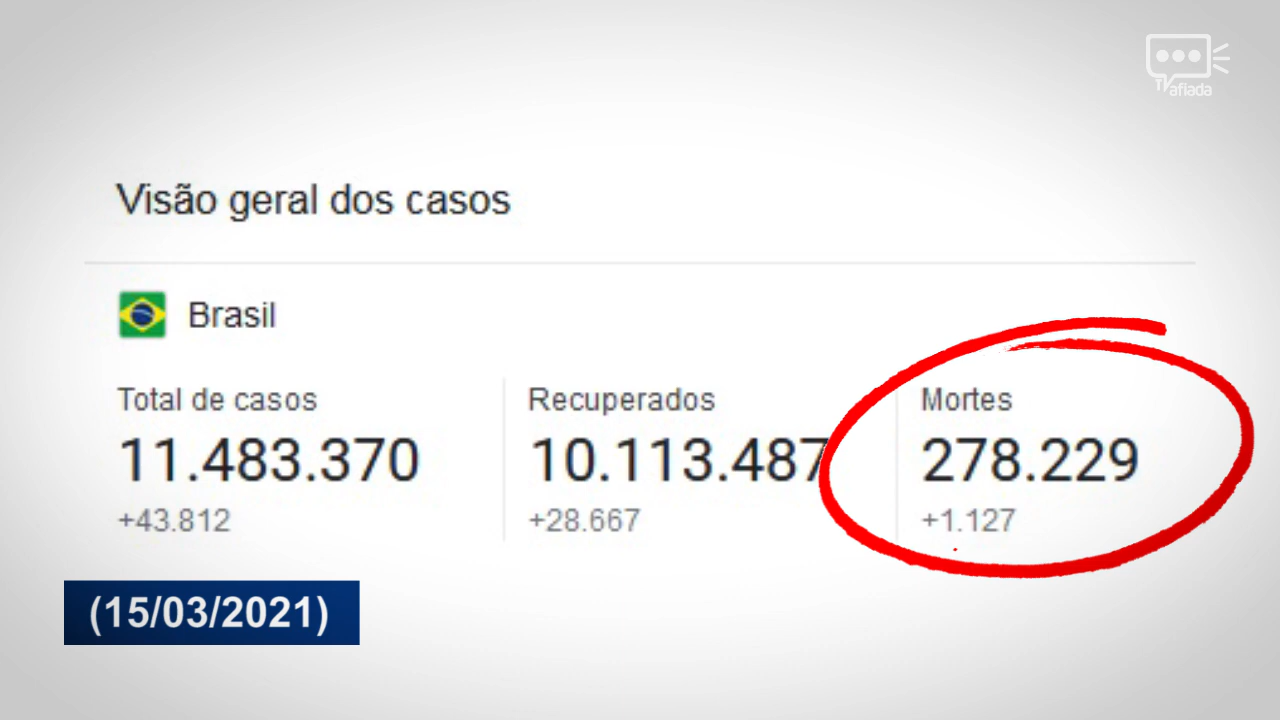 TV afiada
Visão geral dos casos
Brasil
Total de casos
11.483.370
+43.812
Recuperados
10.113.487
+28.667
Mortes
278.229
+1.127
(15/03/2021)